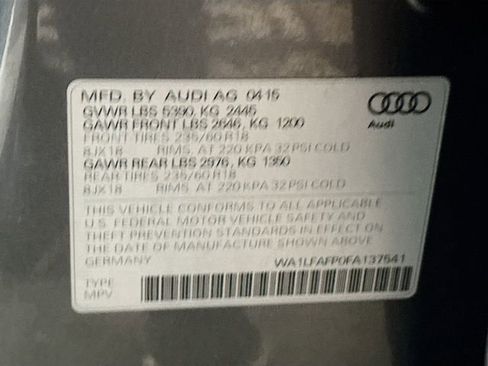 MFD. BY AUDI AG 0415
GVWR LBS 5390, KG 2445
GAWR FRONT LBS 2646, KG 1200
FRONT TIRES 235/60 R18
8JX18 RIMS, AT 220 KPA 32 PSI COLD
GAWR REAR LBS 2976, KG 1350
REAR TIRES 235/60 R18
8JX18 RIMS, AT 220 KPA 32 PSI COLD
THIS VEHICLE CONFORMS TO ALL APPLICABLE
U.S. FEDERAL MOTOR VEHICLE SAFETY AND
THEFT PREVENTION STANDARDS IN EFFECT ON
THE DATE OF MANUFACTURE SHOWN ABOVE
GERMANY
WA1LFAFP0FA137541
TYPE:
MPV
Audi